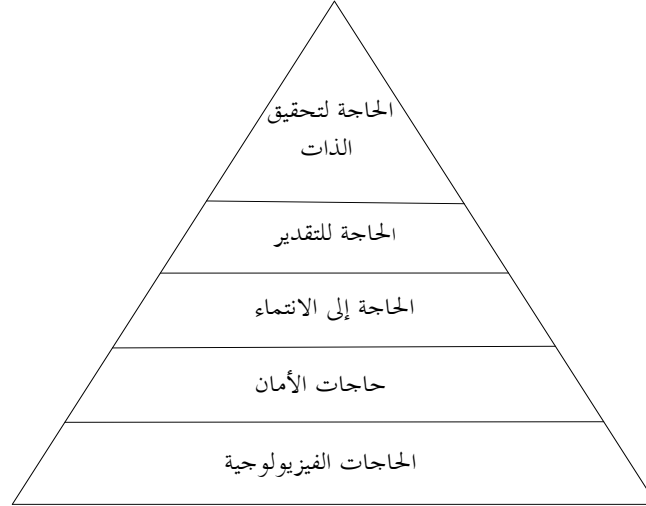 الحاجة لتحقيق
الذات
الحاجة للتقدير
الحاجة إلى الانتماء
حاجات الأمان
الحاجات الفيزيولوجية